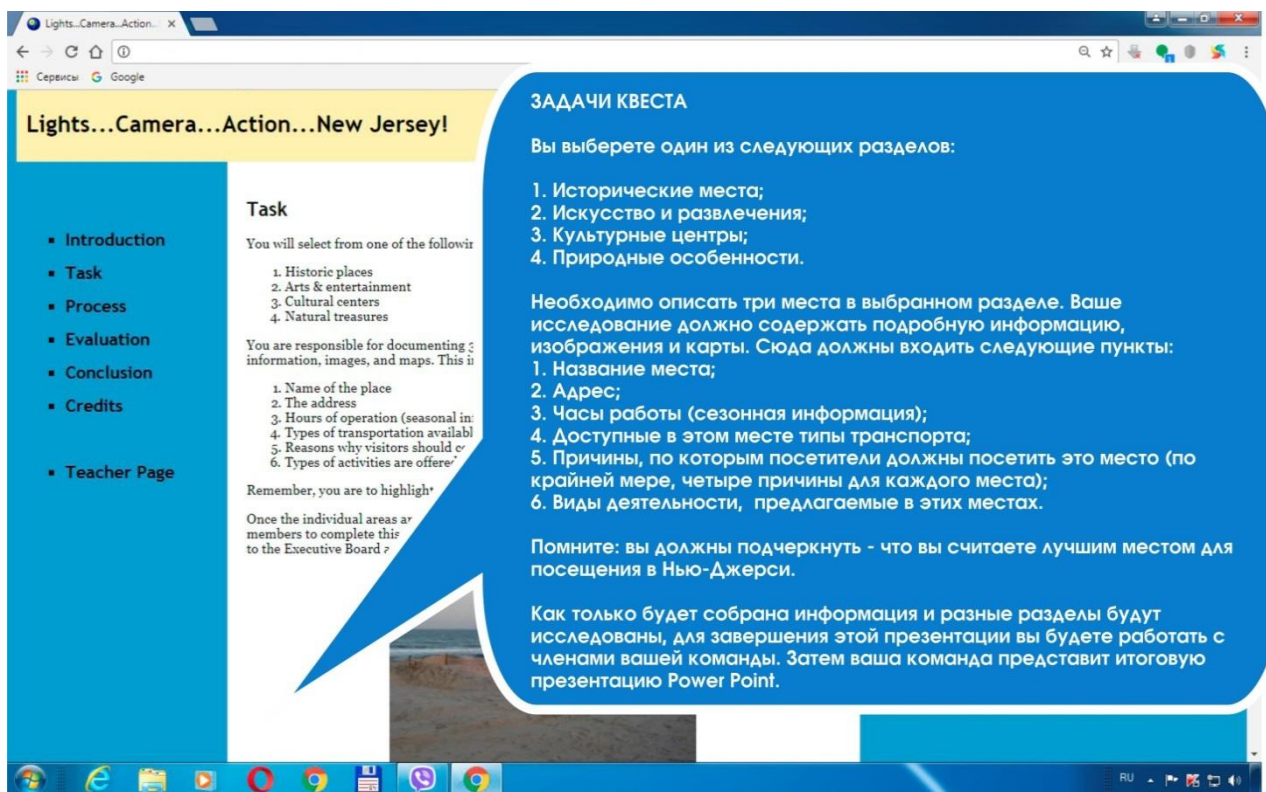 Lights...Camera...Action...
Сервисы Google
Lights...Camera...Action...New Jersey!
Introduction
Task
Process
Evaluation
Conclusion
Credits
Teacher Page
Task
You will select from one of the
1. Historic places
2. Arts & entertainment
3. Cultural centers
4. Natural treasures
You are responsible for documenting
information, images, and maps. This
1. Name of the place
2. The address
3. Hours of operation (seasonal
4. Types of transportation
5. Reasons why visitors should
6. Types of activities are
Remember, you are to
Once the individual areas
members to complete this
to the Executive Board
ЗАДАЧИ КВЕСТА
Вы выберете один из следующих разделов:
1. Исторические места;
2. Искусство и развлечения;
3. Культурные центры;
4. Природные особенности.
Необходимо описать три места в выбранном разделе. Ваше
исследование должно содержать подробную информацию,
изображения и карты. Сюда должны входить следующие пункты:
1. Название места;
2. Адрес;
3. Часы работы (сезонная информация);
4. Доступные в этом месте типы транспорта;
5. Причины, по которым посетители должны посетить это место (по
крайней мере, четыре причины для каждого места);
6. Виды деятельности, предлагаемые в этих местах.
Помните: вы должны подчеркнуть - что вы считаете лучшим местом для
посещения в Нью-Джерси.
Как только будет собрана информация и разные разделы будут
исследованы, для завершения этой презентации вы будете работать с
членами вашей команды. Затем ваша команда представит итоговую
презентацию Power Point.
RU